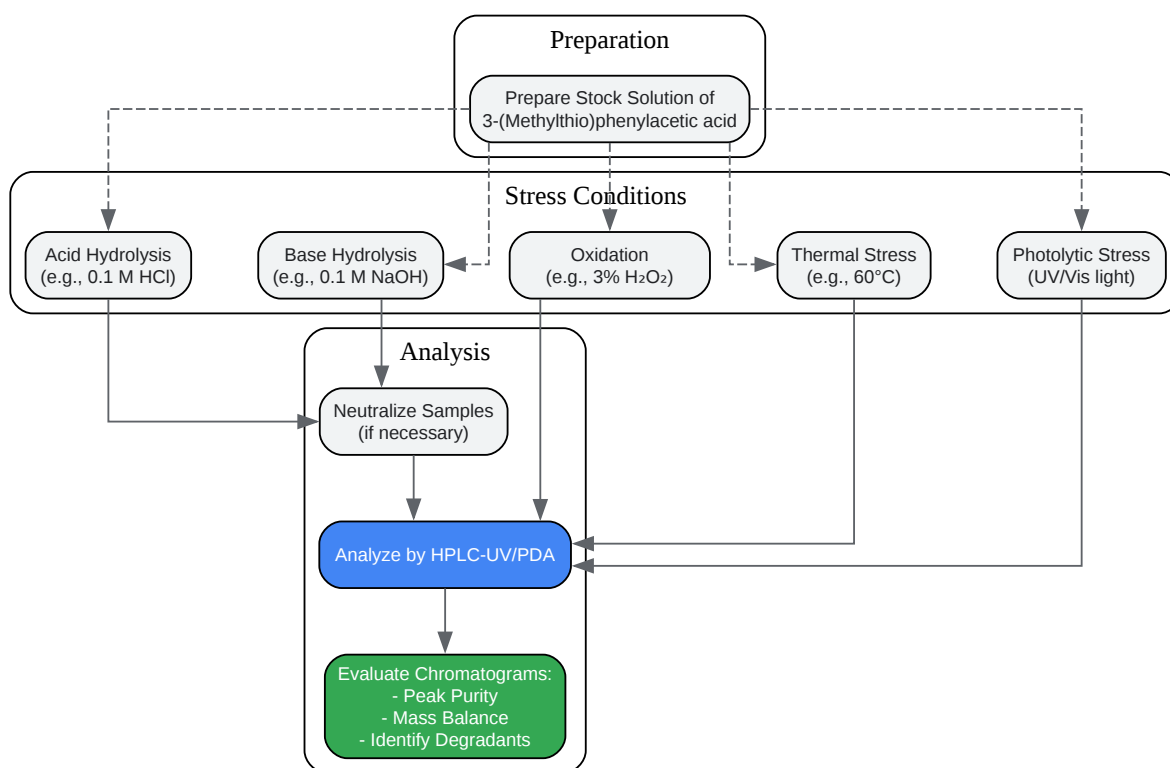 Preparation
Prepare Stock Solution of
3-(Methylthio)phenylacetic acid
Stress Conditions
Acid Hydrolysis
(e.g., 0.1 M HCl)
Base Hydrolysis
(e.g., 0.1 M NaOH)
Oxidation
(e.g., 3% H₂O₂)
Thermal Stress
(e.g., 60°C)
Photolytic Stress
(UV/Vis light)
Analysis
Neutralize Samples
(if necessary)
Analyze by HPLC-UV/PDA
Evaluate Chromatograms:
- Peak Purity
- Mass Balance
- Identify Degradants